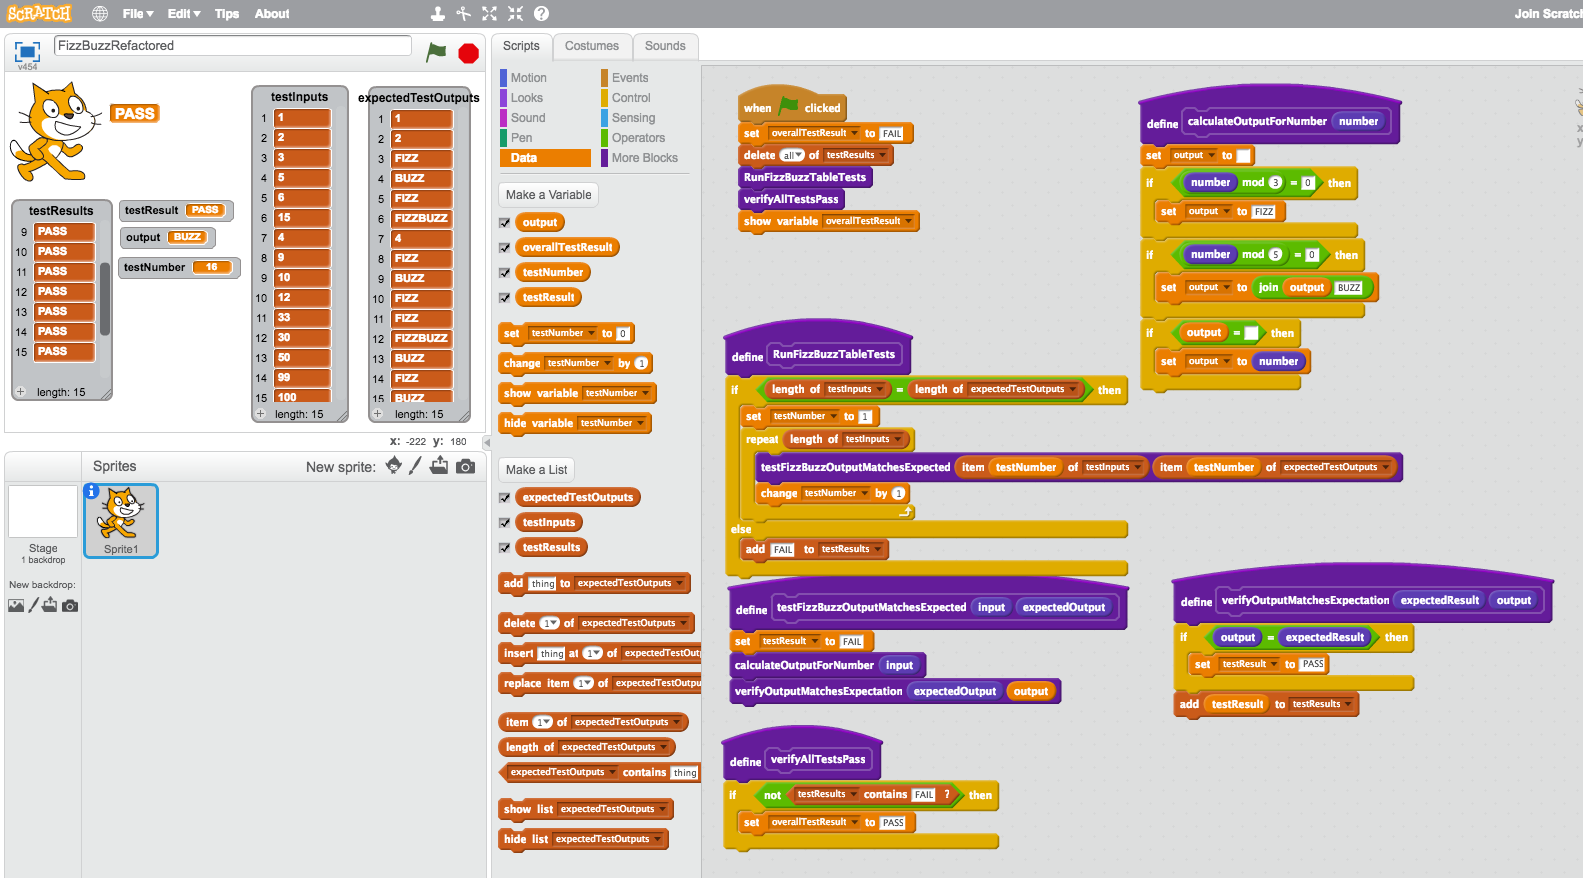 SCRATCH File▼ Edit▼ Tips About ? Join Scratch
v454
FizzBuzzRefactored
PASS
testResults
9 PASS
10 PASS
11 PASS
12 PASS
13 PASS
14 PASS
15 PASS
+ length: 15
testResult PASS
output BUZZ
testNumber 16
testInputs
1 1
2 2
3 3
4 5
5 6
6 15
7 4
8 9
9 10
10 12
11 33
12 30
13 50
14 99
15 100
+ length: 15
expectedTestOutputs
1 1
2 2
3 FIZZ
4 BUZZ
5 FIZZ
6 FIZZBUZZ
7 4
8 FIZZ
9 BUZZ
10 FIZZ
11 FIZZ
12 FIZZBUZZ
13 BUZZ
14 FIZZ
15 BUZZ
+ length: 15
x: -222 y: 180
Sprites New sprite:
Sprite1
Stage
1 backdrop
New backdrop:
Scripts Costumes Sounds
Motion Events
Looks Control
Sound Sensing
Pen Operators
Data More Blocks
Make a Variable
output
overallTestResult
testNumber
testResult
set testNumber to 0
change testNumber by 1
show variable testNumber
hide variable testNumber
Make a List
expectedTestOutputs
testInputs
testResults
add thing to expectedTestOutputs
delete 1 of expectedTestOutputs
insert thing at 1 of expectedTestOut
replace item 1 of expectedTestOutpu
item 1 of expectedTestOutputs
length of expectedTestOutputs
expectedTestOutputs contains thing
show list expectedTestOutputs
hide list expectedTestOutputs
when clicked
set overallTestResult to FAIL
delete all of testResults
RunFizzBuzzTableTests
verifyAllTestsPass
show variable overallTestResult
define RunFizzBuzzTableTests
if length of testInputs = length of expectedTestOutputs then
set testNumber to 1
repeat length of testInputs
testFizzBuzzOutputMatchesExpected item testNumber of testInputs item testNumber of expectedTestOutputs
change testNumber by 1
else
add FAIL to testResults
define testFizzBuzzOutputMatchesExpected input expectedOutput
set testResult to FAIL
calculateOutputForNumber input
verifyOutputMatchesExpectation expectedOutput output
define verifyAllTestsPass
if not testResults contains FAIL ? then
set overallTestResult to PASS
define calculateOutputForNumber number
set output to
if number mod 3 = 0 then
set output to FIZZ
if number mod 5 = 0 then
set output to join output BUZZ
if output = then
set output to number
define verifyOutputMatchesExpectation expectedResult output
if output = expectedResult then
set testResult to PASS
add testResult to testResults
x
y